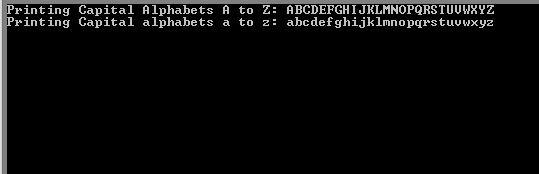 Printing Capital Alphabets A to Z: ABCDEFGHIJKLMNOPQRSTUVWXYZ
Printing Capital alphabets a to z: abcdefghijklmnopqrstuvwxyz